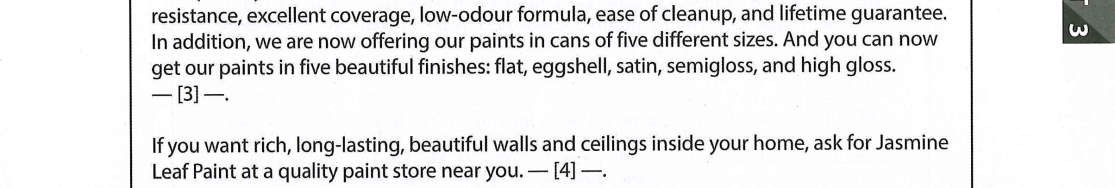 resistance, excellent coverage, low-odour formula, ease of cleanup, and lifetime guarantee.
In addition, we are now offering our paints in cans of five different sizes. And you can now
get our paints in five beautiful finishes: flat, eggshell, satin, semigloss, and high gloss.
— [3] —.
If you want rich, long-lasting, beautiful walls and ceilings inside your home, ask for Jasmine
Leaf Paint at a quality paint store near you. — [4] —.
3